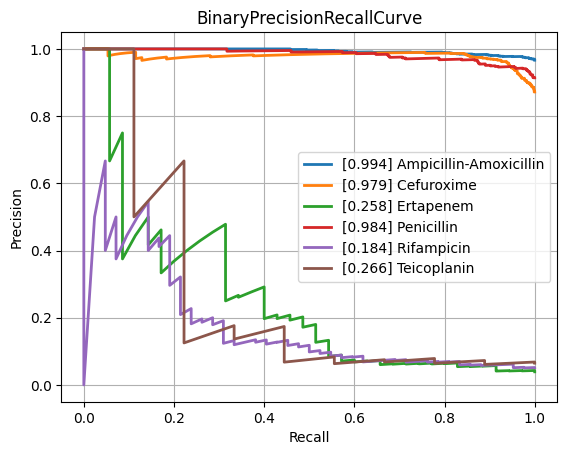 BinaryPrecisionRecallCurve
Precision
1.0
0.8
0.6
0.4
0.2
0.0
[0.994] Ampicillin-Amoxicillin
[0.979] Cefuroxime
[0.258] Ertapenem
[0.984] Penicillin
[0.184] Rifampicin
[0.266] Teicoplanin
0.0 0.2 0.4 0.6 0.8 1.0
Recall